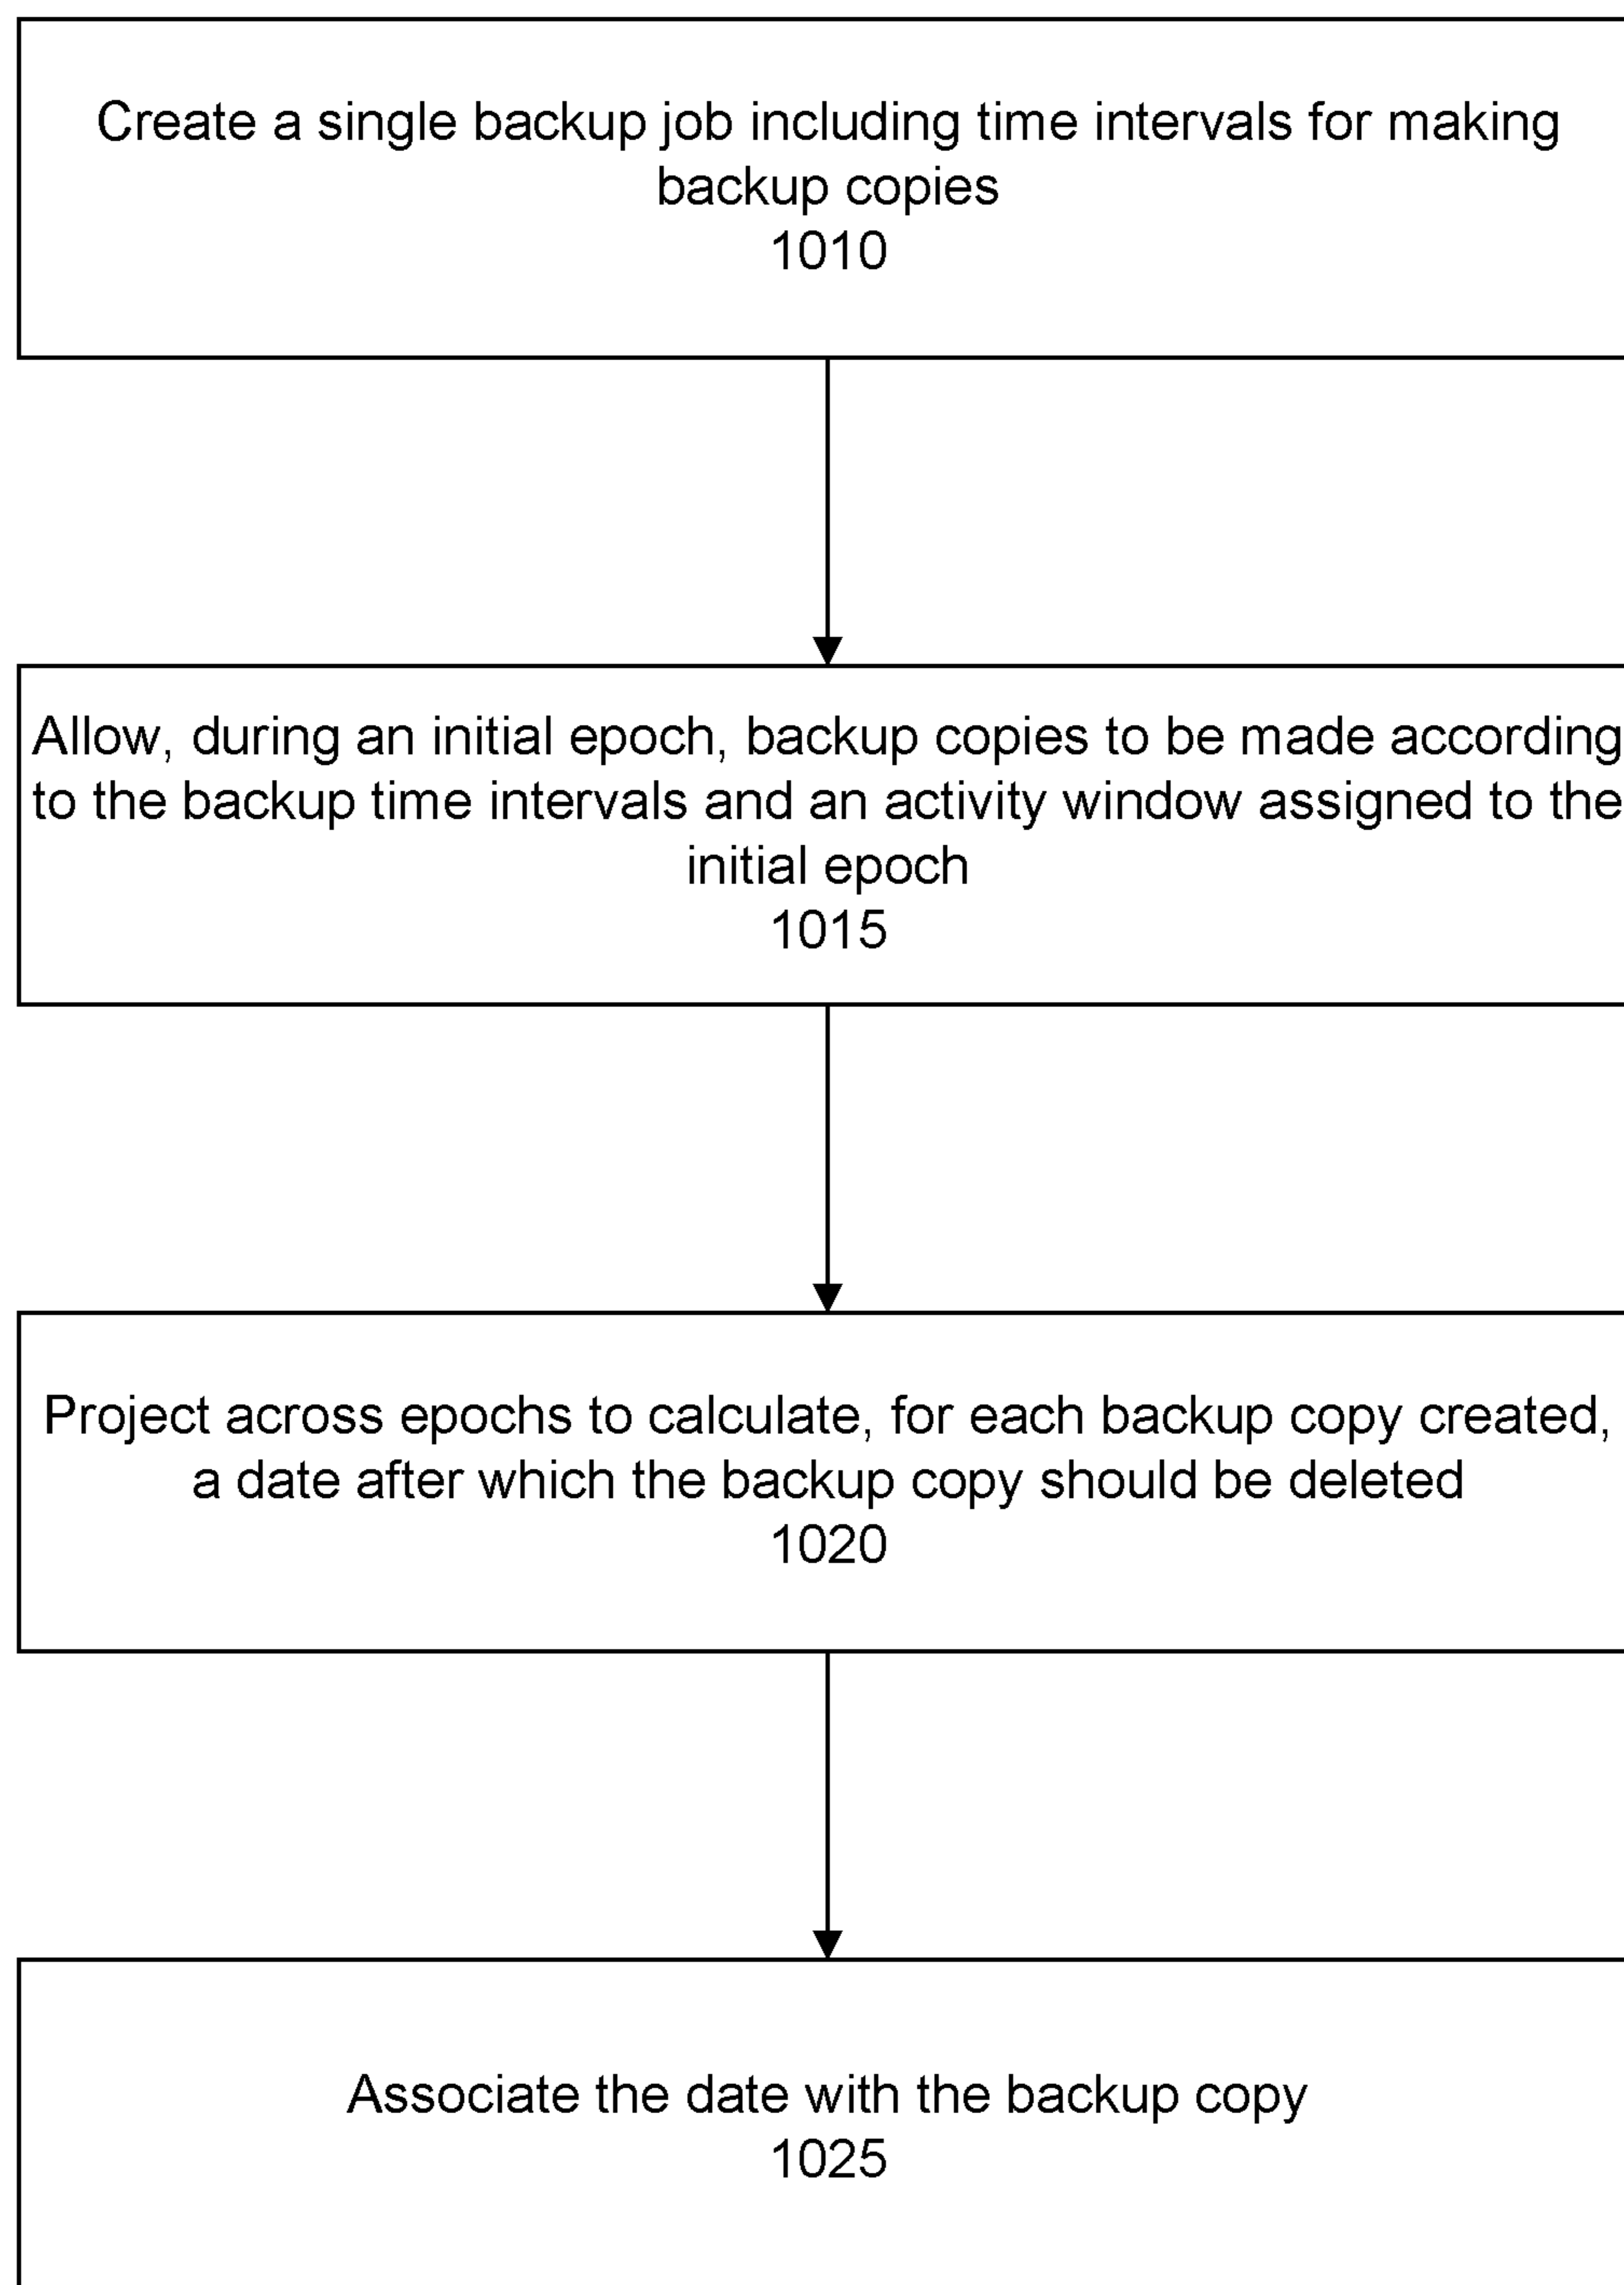 Create a single backup job including time intervals for making
backup copies
1010
Allow, during an initial epoch, backup copies to be made according
to the backup time intervals and an activity window assigned to the
initial epoch
1015
Project across epochs to calculate, for each backup copy created,
a date after which the backup copy should be deleted
1020
Associate the date with the backup copy
1025